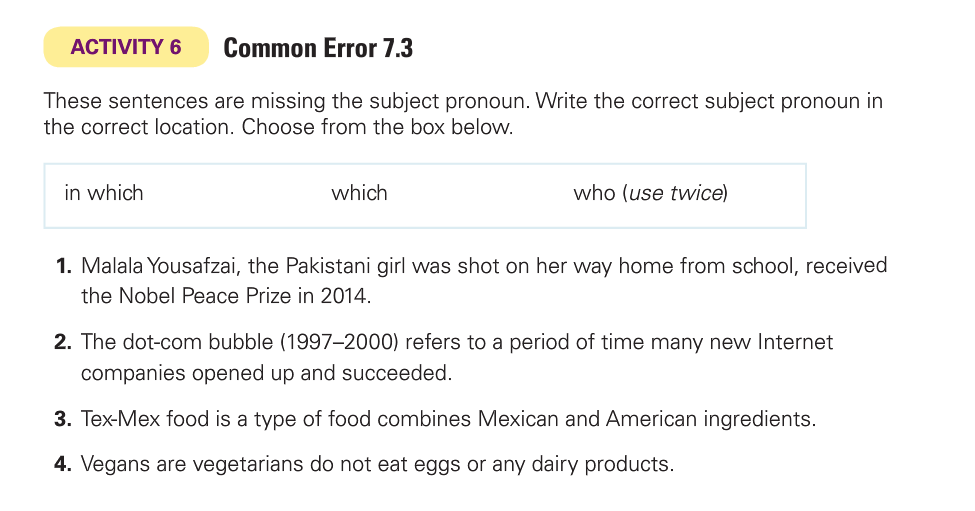 ACTIVITY 6 Common Error 7.3
These sentences are missing the subject pronoun. Write the correct subject pronoun in
the correct location. Choose from the box below.
in which which who (use twice)
1. Malala Yousafzai, the Pakistani girl was shot on her way home from school, received
the Nobel Peace Prize in 2014.
2. The dot-com bubble (1997–2000) refers to a period of time many new Internet
companies opened up and succeeded.
3. Tex-Mex food is a type of food combines Mexican and American ingredients.
4. Vegans are vegetarians do not eat eggs or any dairy products.